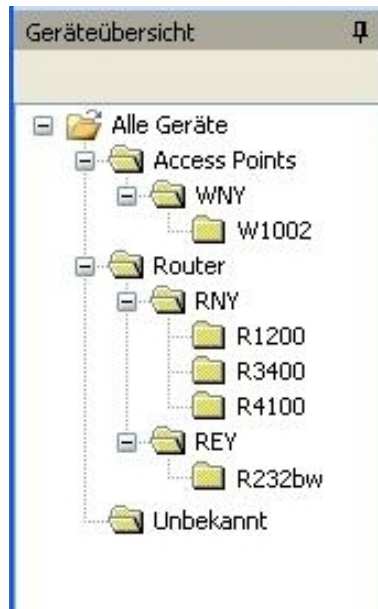 Geräteübersicht
Alle Geräte
Access Points
WNY
W1002
Router
RNY
R1200
R3400
R4100
REY
R232bw
Unbekannt